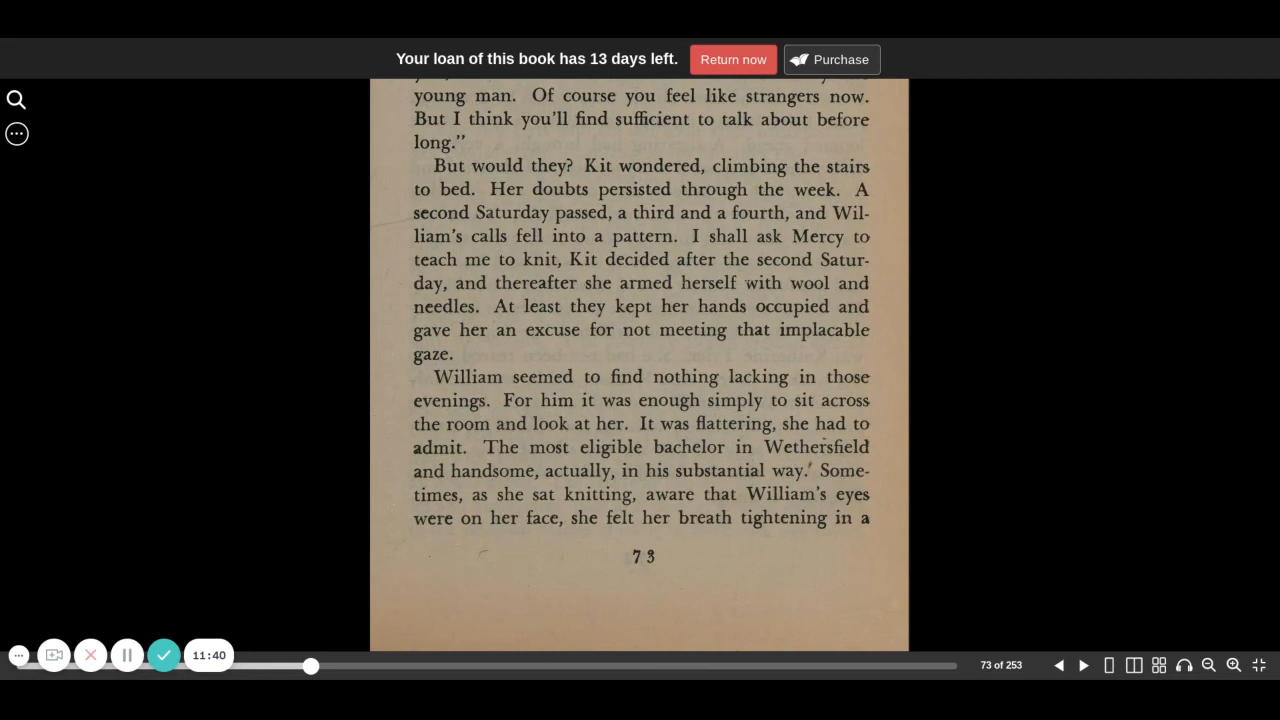 Your loan of this book has 13 days left.
Return now
Purchase
young man. Of course you feel like strangers now.
But I think you'll find sufficient to talk about before
long."
But would they? Kit wondered, climbing the stairs
to bed. Her doubts persisted through the week. A
second Saturday passed, a third and a fourth, and Wil-
liam's calls fell into a pattern. I shall ask Mercy to
teach me to knit, Kit decided after the second Satur-
day, and thereafter she armed herself with wool and
needles. At least they kept her hands occupied and
gave her an excuse for not meeting that implacable
gaze.
William seemed to find nothing lacking in those
evenings. For him it was enough simply to sit across
the room and look at her. It was flattering, she had to
admit. The most eligible bachelor in Wethersfield
and handsome, actually, in his substantial way. Some-
times, as she sat knitting, aware that William's eyes
were on her face, she felt her breath tightening in a
73
11:40
73 of 253